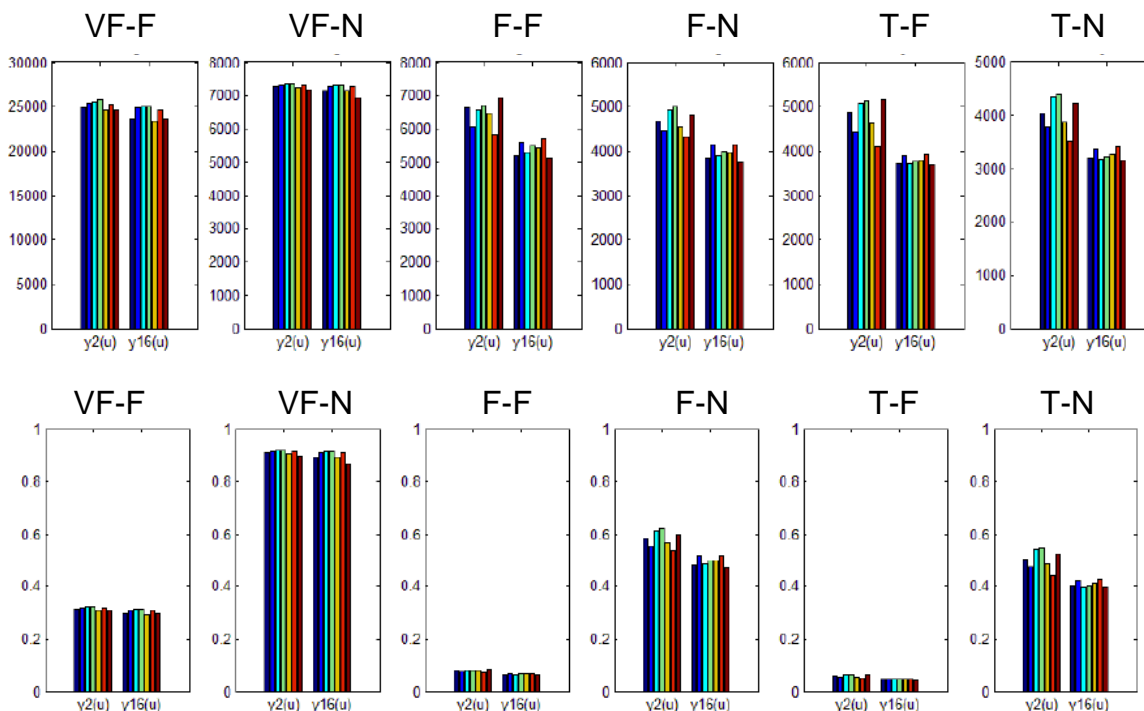 VF-F VF-N F-F F-N T-F T-N
30000 8000 8000 6000 6000 5000
25000 7000 7000 5000 5000 4000
20000 6000 6000 4000 4000 3000
15000 5000 5000 3000 3000 2000
10000 4000 4000 2000 2000 1000
5000 3000 3000 1000 1000 0
0 2000 2000 0 0
1000 1000
0 0
y2(u) y16(u) y2(u) y16(u) y2(u) y16(u) y2(u) y16(u) y2(u) y16(u) y2(u) y16(u)
VF-F VF-N F-F F-N T-F T-N
1 1 1 1 1 1
0.8 0.8 0.8 0.8 0.8 0.8
0.6 0.6 0.6 0.6 0.6 0.6
0.4 0.4 0.4 0.4 0.4 0.4
0.2 0.2 0.2 0.2 0.2 0.2
0 0 0 0 0 0
y2(u) y16(u) y2(u) y16(u) y2(u) y16(u) y2(u) y16(u) y2(u) y16(u) y2(u) y16(u)